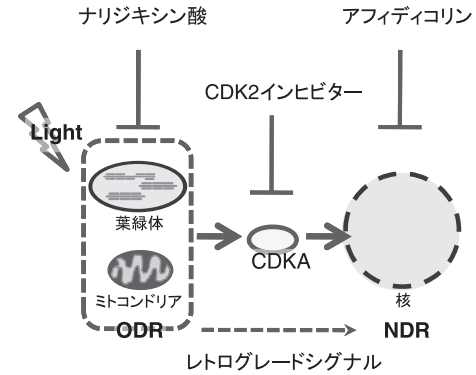 ナリジキシン酸
アフィディコリン
CDK2インヒビター
Light
葉緑体
CDKA
ミトコンドリア
核
ODR
NDR
レトログレードシグナル